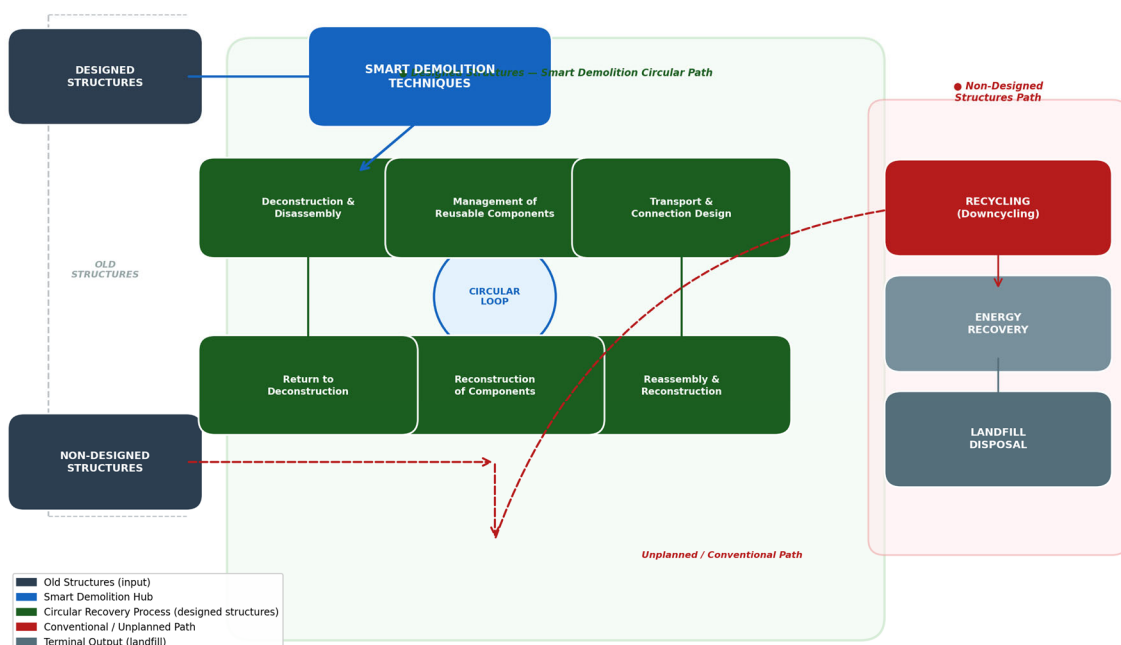 DESIGNED
STRUCTURES
SMART DEMOLITION
TECHNIQUES
Structures — Smart Demolition Circular Path
● Non-Designed
Structures Path
Deconstruction &
Disassembly
Management of
Reusable Components
Transport &
Connection Design
RECYCLING
(Downcycling)
OLD
STRUCTURES
CIRCULAR
LOOP
ENERGY
RECOVERY
Return to
Deconstruction
Reconstruction
of Components
Reassembly &
Reconstruction
LANDFILL
DISPOSAL
NON-DESIGNED
STRUCTURES
Unplanned / Conventional Path
Old Structures (input)
Smart Demolition Hub
Circular Recovery Process (designed structures)
Conventional / Unplanned Path
Terminal Output (landfill)